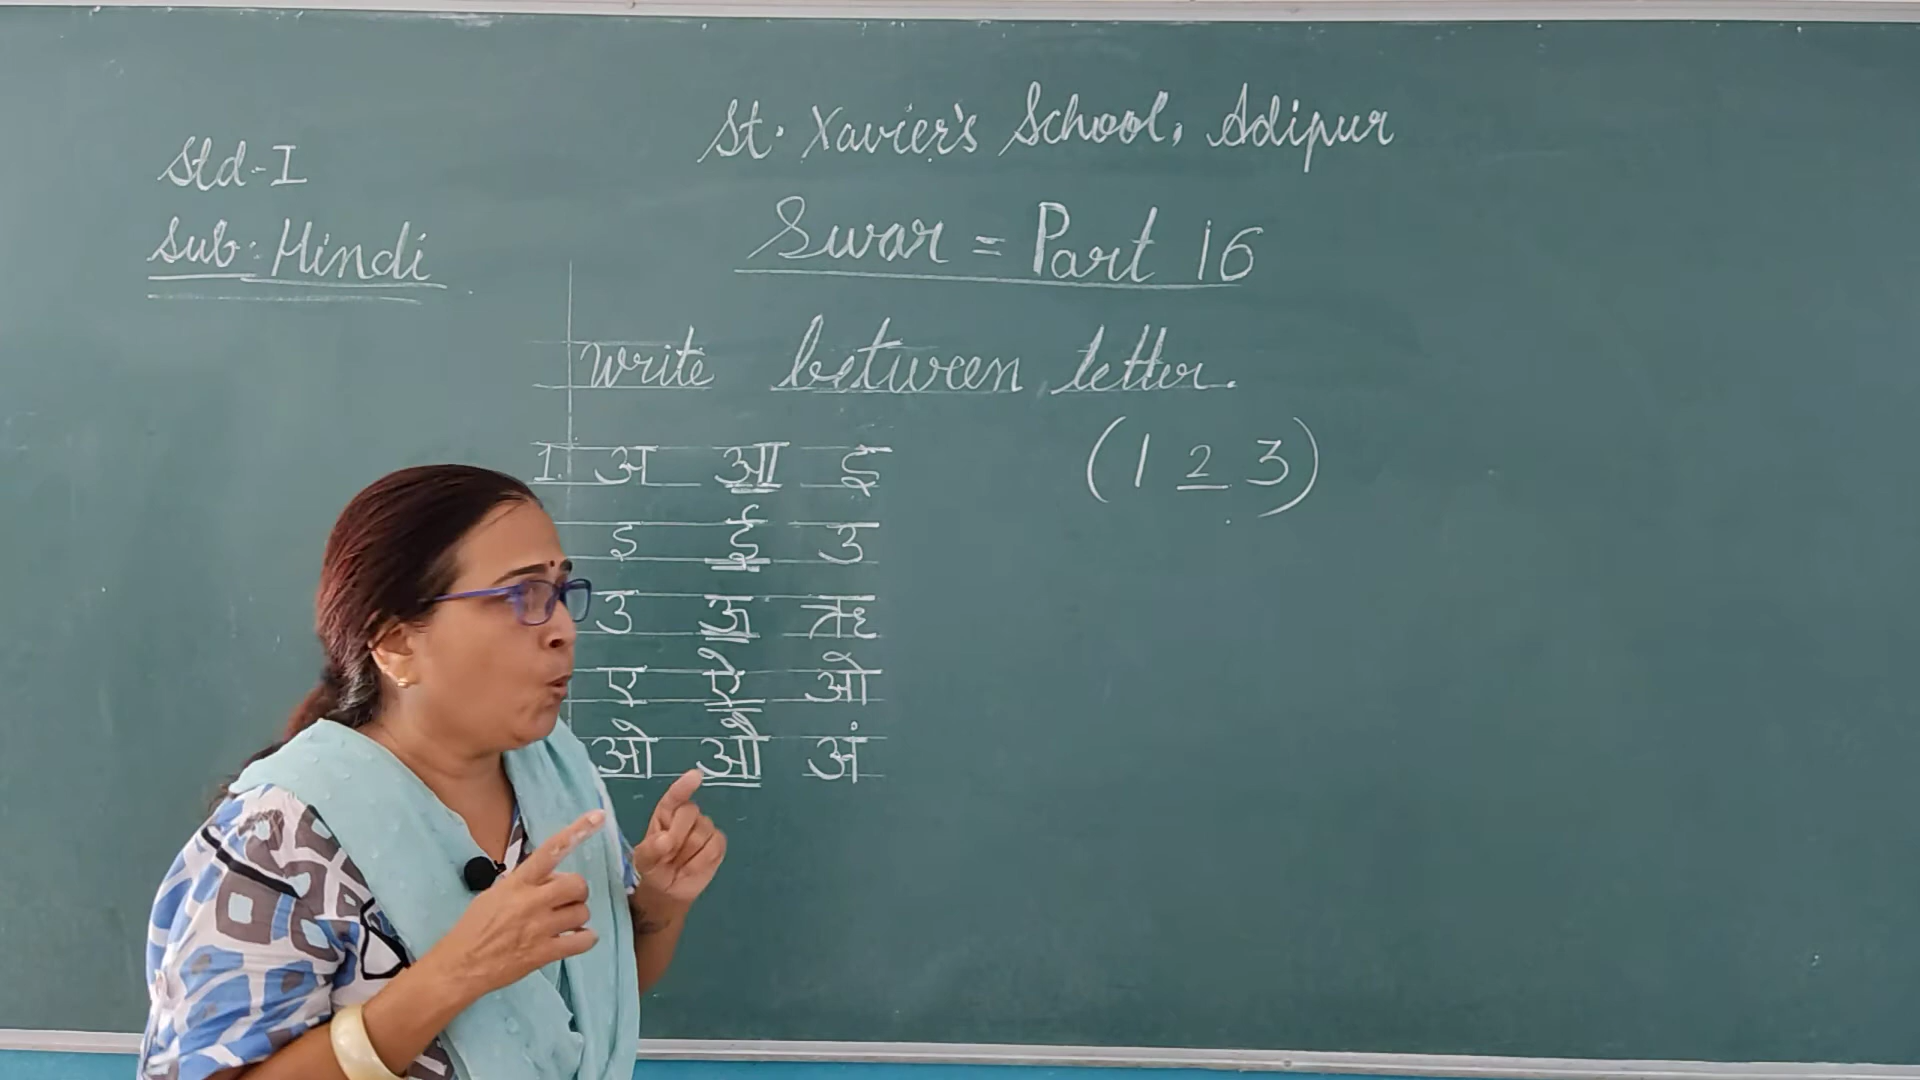 St. Xavier's School, Adipur
Std-I
Sub: Hindi
Swar = Part 16
Write between letter.
1. अ आ इ
(1 2 3)
इ ई उ
उ ऊ ऋ
ए ऐ ओ
ओ औ अं